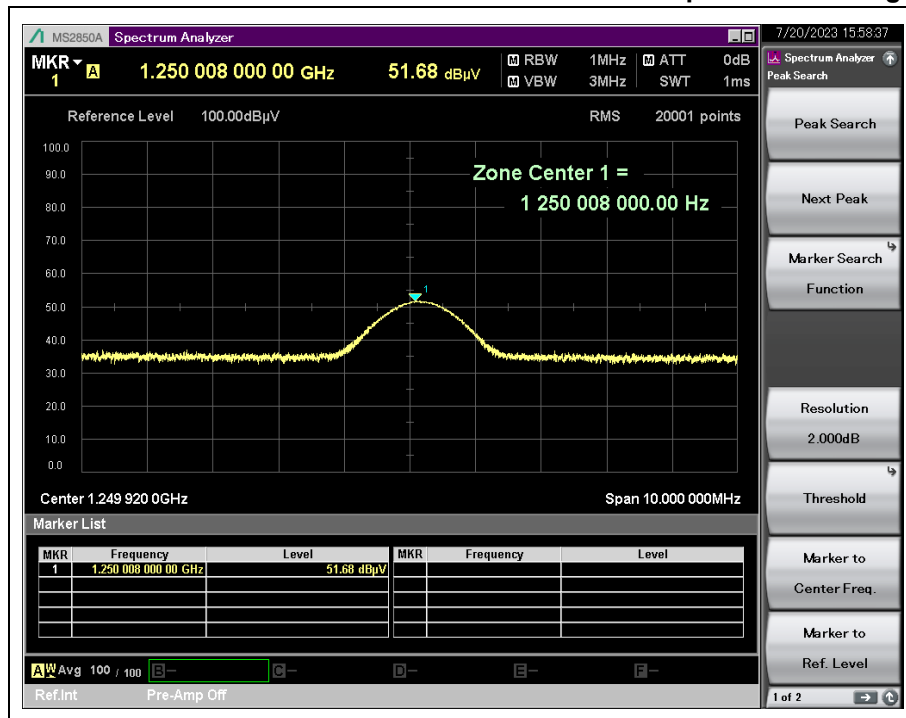 MS2850A Spectrum Analyzer
7/20/2023 15:58:37
MKR A 1.250 008 000 00 GHz 51.68 dBµV M RBW 1MHz M ATT 0dB
1 M VBW 3MHz SWT 1ms
Spectrum Analyzer
Peak Search
Reference Level 100.00dBµV RMS 20001 points
Peak Search
100.0
90.0
Zone Center 1 =
80.0
1 250 008 000.00 Hz
Next Peak
70.0
Marker Search
Function
60.0
1
50.0
40.0
30.0
20.0
10.0
0.0
Resolution
2.000dB
Center 1.249 920 0GHz Span 10.000 000MHz
Threshold
Marker List
MKR Frequency Level MKR Frequency Level
1 1.250 008 000 00 GHz 51.68 dBµV
Marker to
Center Freq.
Marker to
Ref. Level
A W Avg 100 / 100 B- C- D- E- F-
Ref.Int Pre-Amp Off
1 of 2